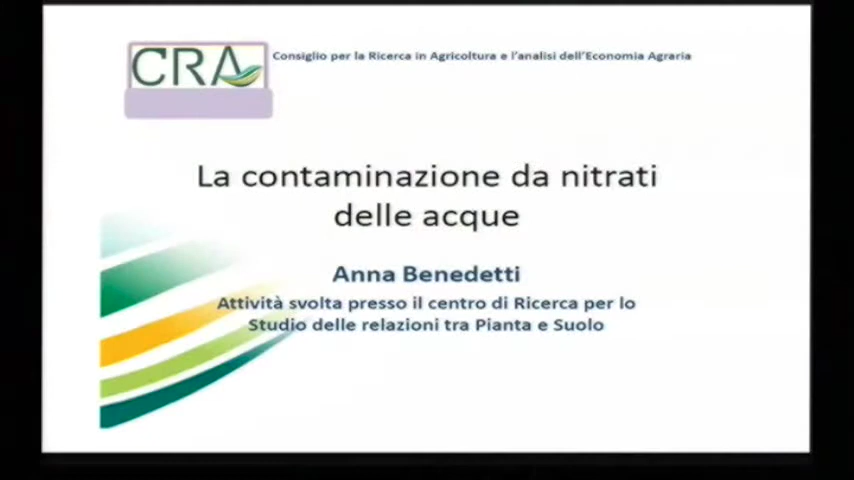 CRA
Consiglio per la Ricerca in Agricoltura e l'analisi dell'Economia Agraria
La contaminazione da nitrati
delle acque
Anna Benedetti
Attività svolta presso il centro di Ricerca per lo
Studio delle relazioni tra Pianta e Suolo